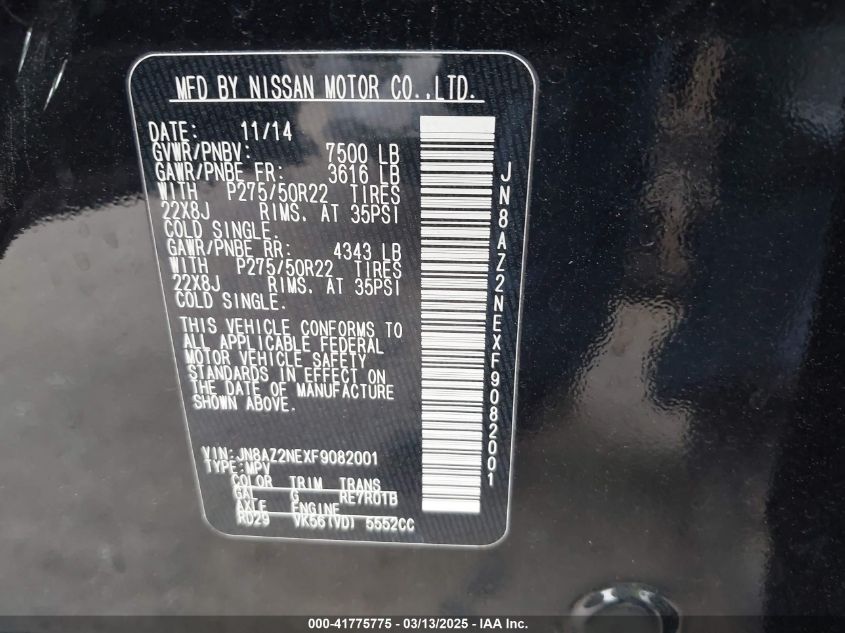 MFD BY NISSAN MOTOR CO.,LTD.
DATE: 11/14
GVWR/PNBV: 7500 LB
GAWR/PNBE FR: 3616 LB
WITH P275/50R22 TIRES
22X8J RIMS. AT 35PSI
COLD SINGLE.
GAWR/PNBE RR: 4343 LB
WITH P275/50R22 TIRES
22X8J RIMS. AT 35PSI
COLD SINGLE.
THIS VEHICLE CONFORMS TO
ALL APPLICABLE FEDERAL
MOTOR VEHICLE SAFETY
STANDARDS IN EFFECT ON
THE DATE OF MANUFACTURE
SHOWN ABOVE.
VIN:JN8AZ2NEXF9082001
TYPE:MPV
COLOR TRIM TRANS
GAL G RE7R01B
AXLE ENGINE
RD29 VK56(VD) 5552CC
JN8AZ2NEXF9082001
000-41775775 - 03/13/2025 - IAA Inc.